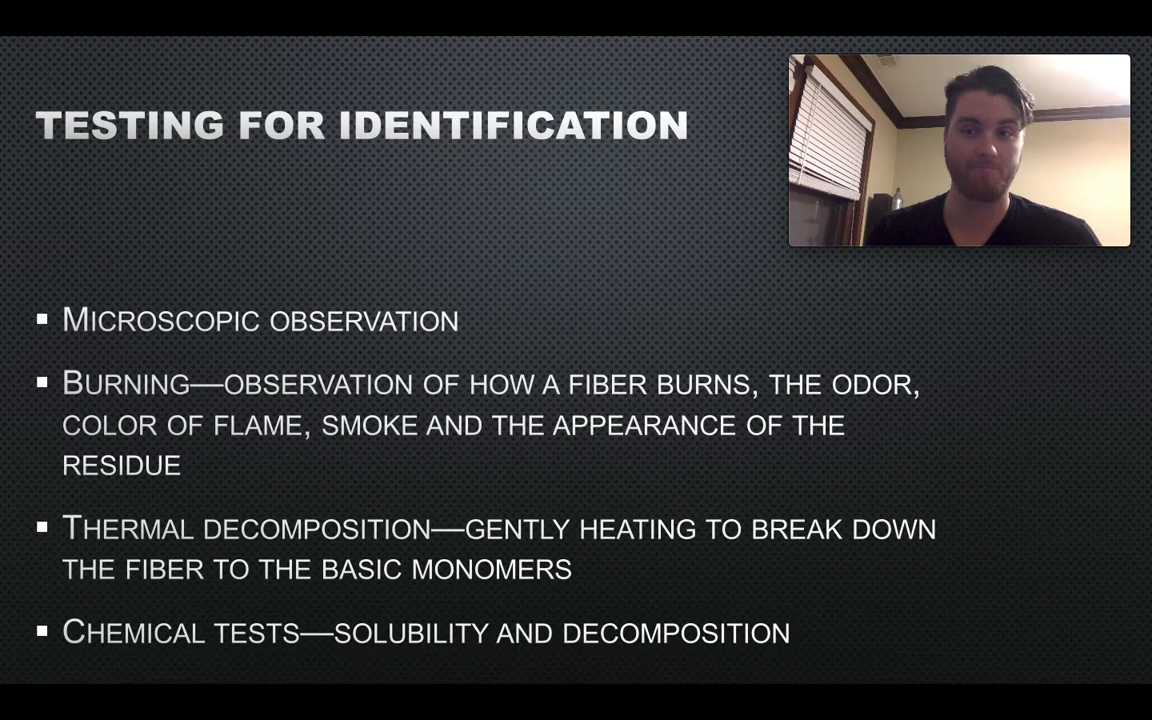 TESTING FOR IDENTIFICATION
▪ MICROSCOPIC OBSERVATION
▪ BURNING—OBSERVATION OF HOW A FIBER BURNS, THE ODOR,
COLOR OF FLAME, SMOKE AND THE APPEARANCE OF THE
RESIDUE
▪ THERMAL DECOMPOSITION—GENTLY HEATING TO BREAK DOWN
THE FIBER TO THE BASIC MONOMERS
▪ CHEMICAL TESTS—SOLUBILITY AND DECOMPOSITION